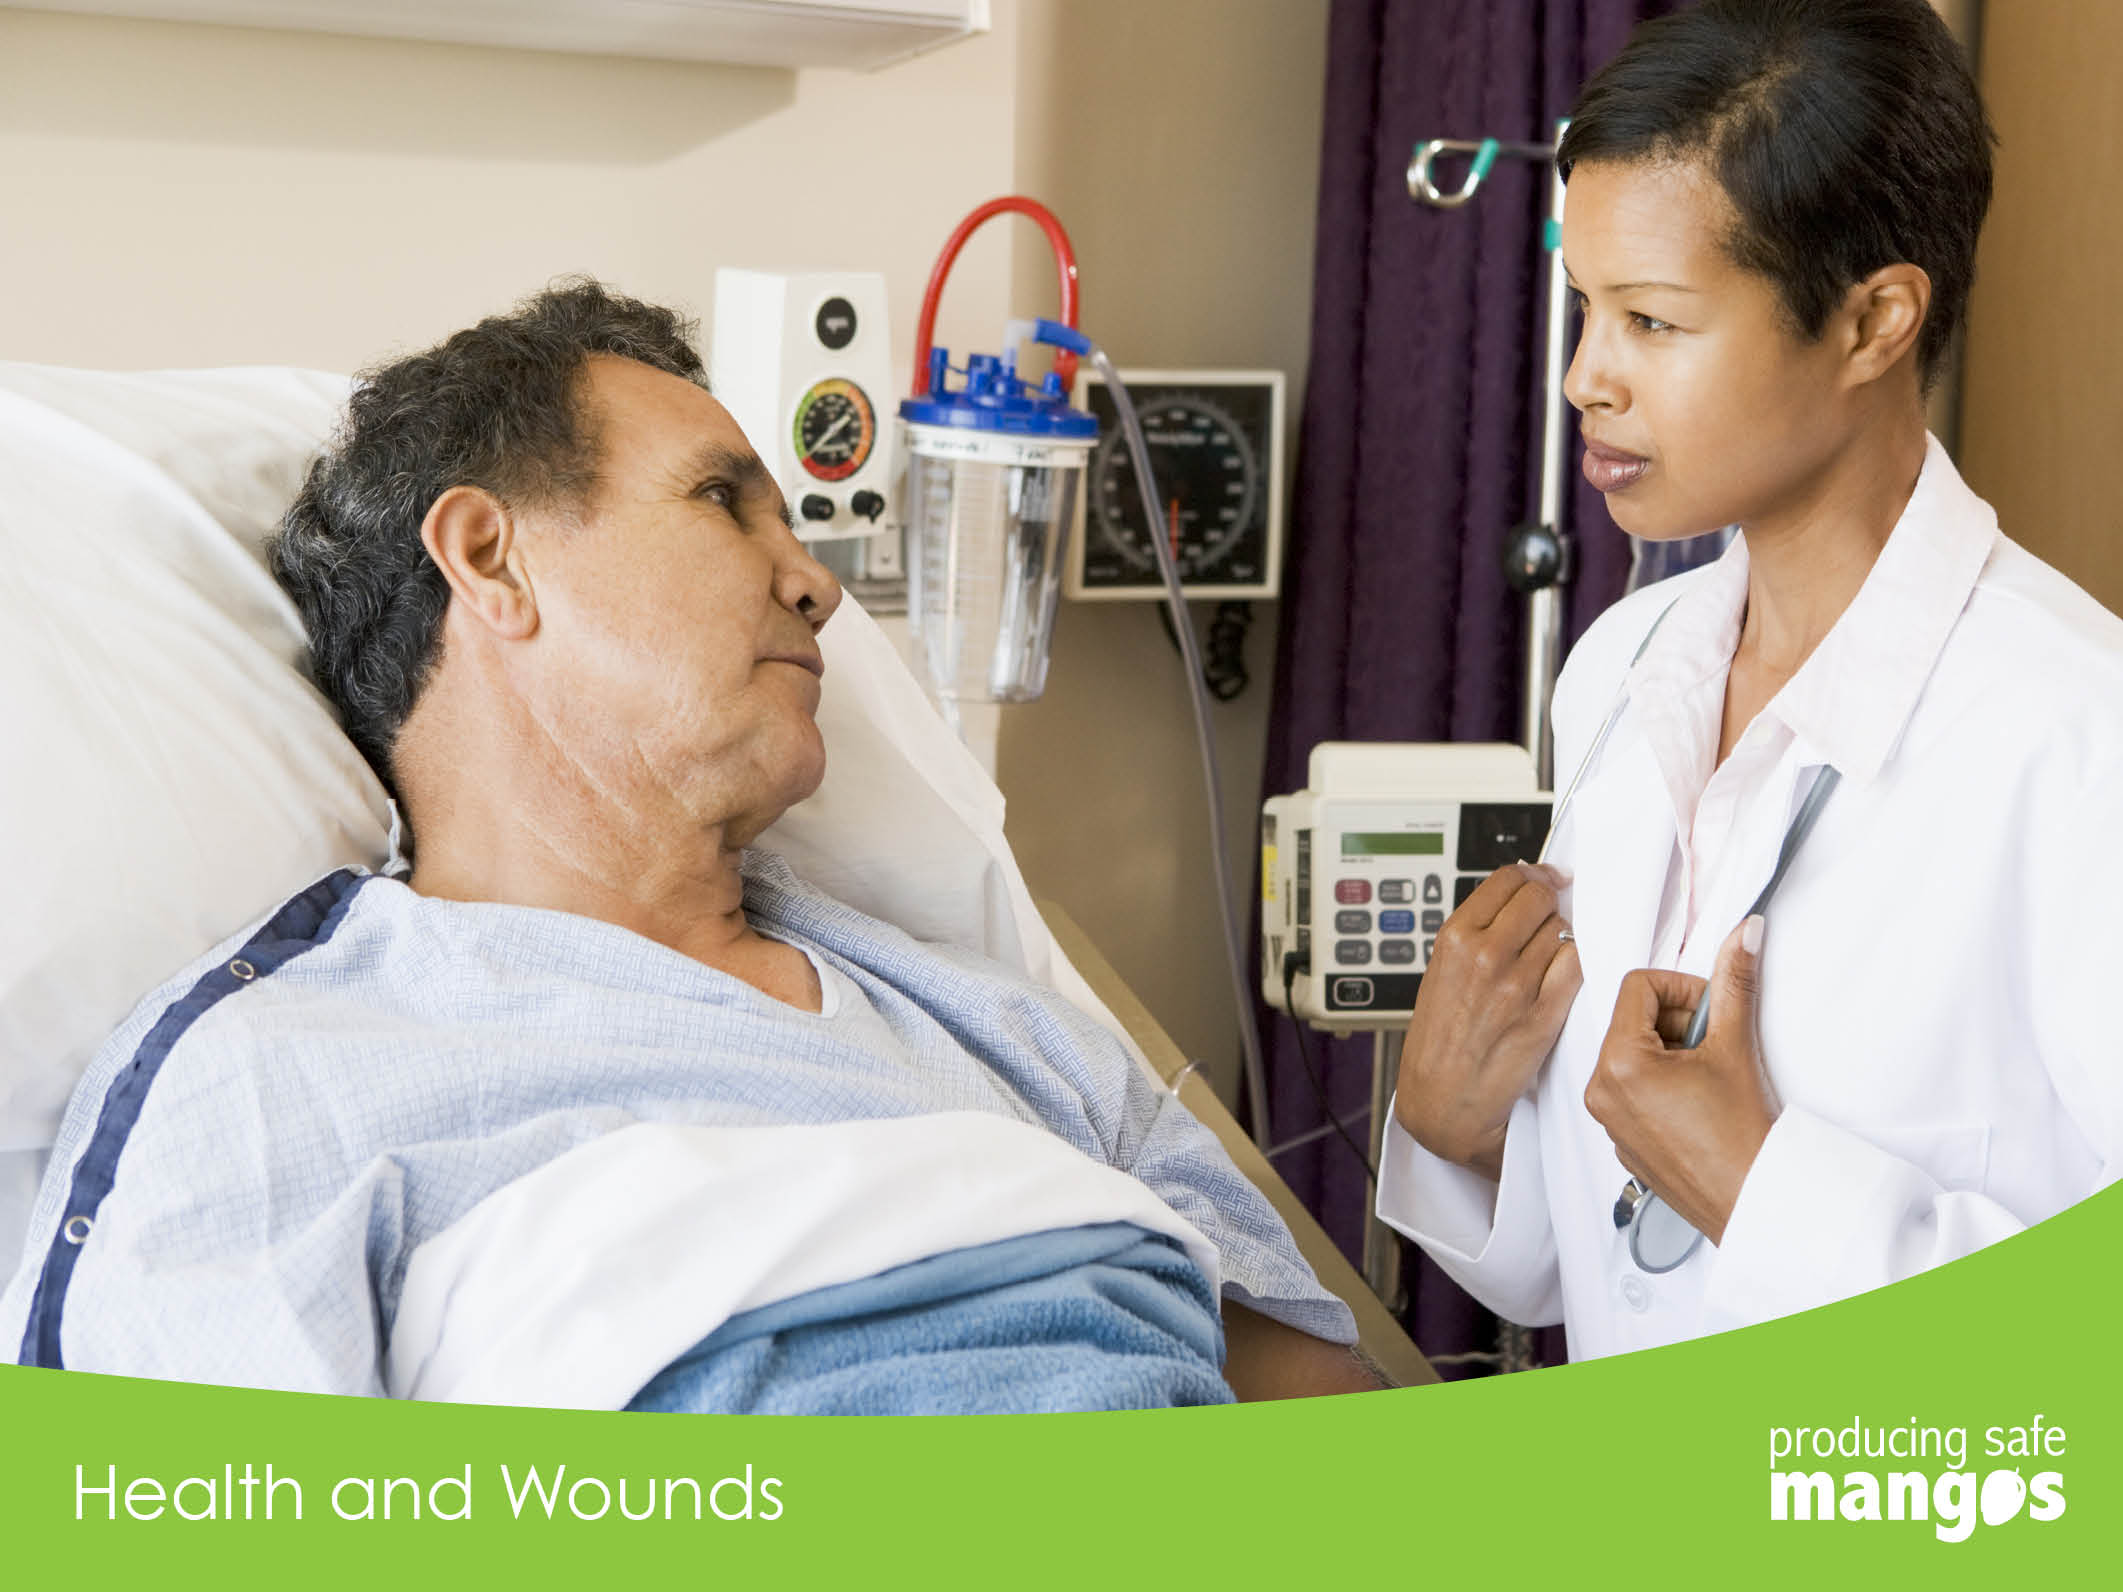 Health and Wounds
producing safe
mangos